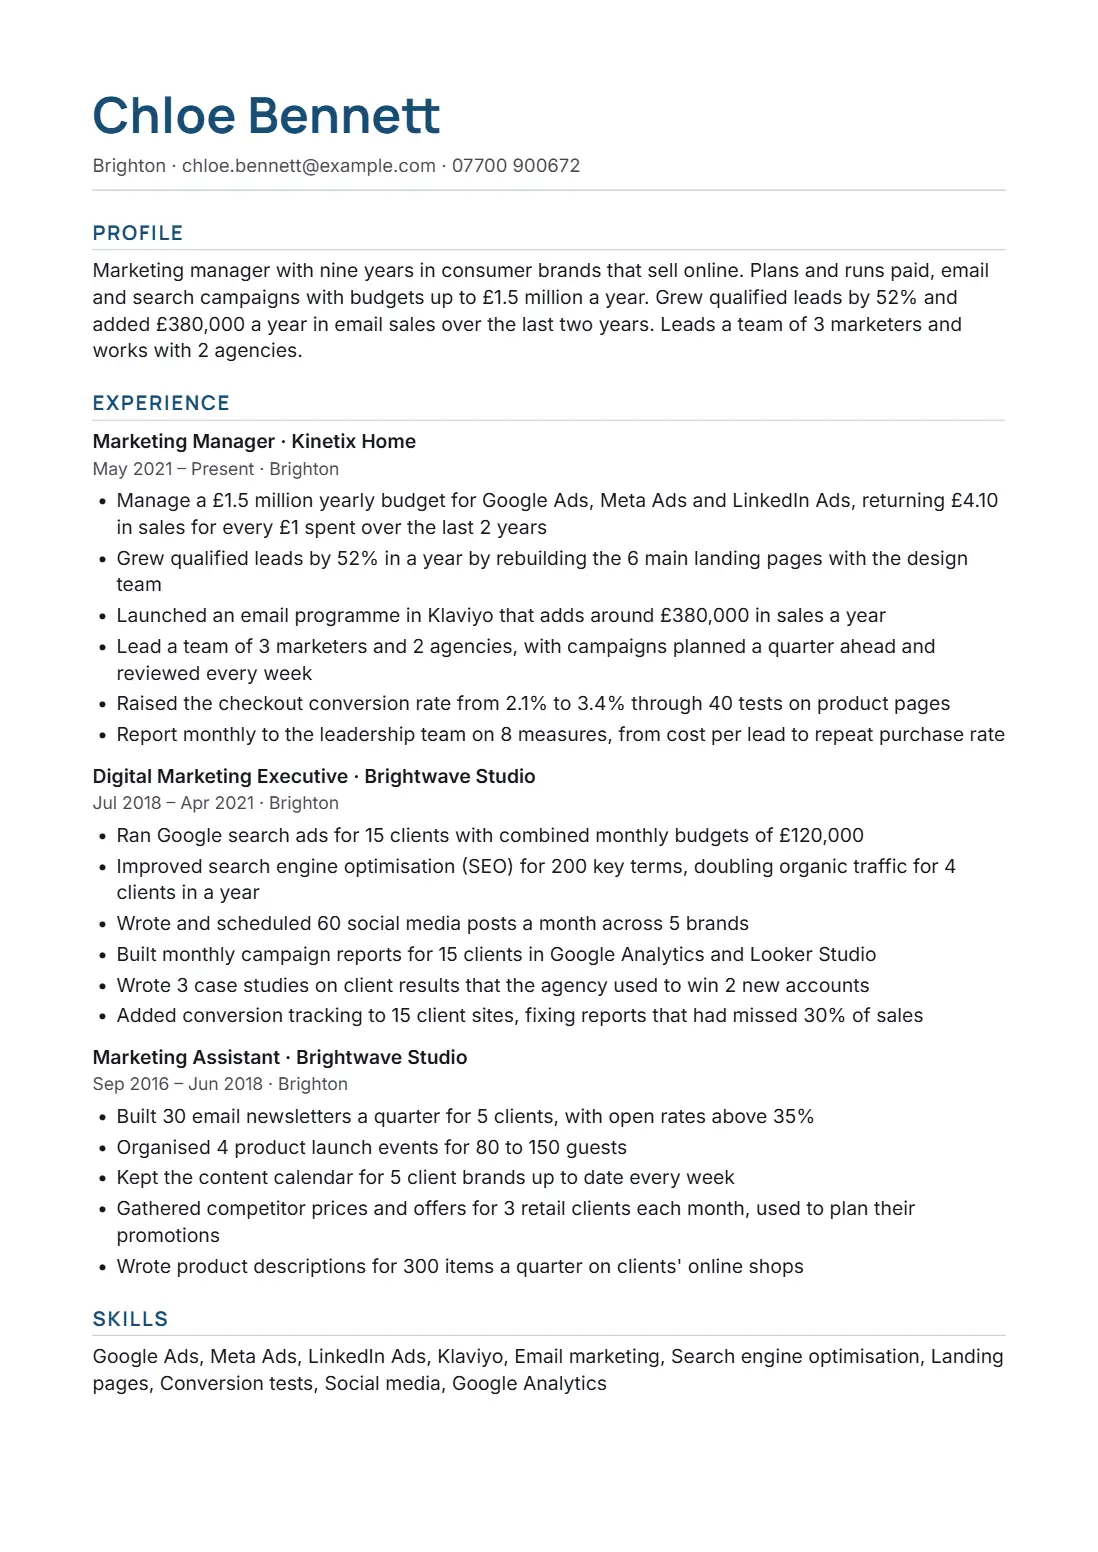 Chloe Bennett
Brighton · chloe.bennett@example.com · 07700 900672
PROFILE
Marketing manager with nine years in consumer brands that sell online. Plans and runs paid, email
and search campaigns with budgets up to £1.5 million a year. Grew qualified leads by 52% and
added £380,000 a year in email sales over the last two years. Leads a team of 3 marketers and
works with 2 agencies.
EXPERIENCE
Marketing Manager · Kinetix Home
May 2021 – Present · Brighton
• Manage a £1.5 million yearly budget for Google Ads, Meta Ads and LinkedIn Ads, returning £4.10
in sales for every £1 spent over the last 2 years
• Grew qualified leads by 52% in a year by rebuilding the 6 main landing pages with the design
team
• Launched an email programme in Klaviyo that adds around £380,000 in sales a year
• Lead a team of 3 marketers and 2 agencies, with campaigns planned a quarter ahead and
reviewed every week
• Raised the checkout conversion rate from 2.1% to 3.4% through 40 tests on product pages
• Report monthly to the leadership team on 8 measures, from cost per lead to repeat purchase rate
Digital Marketing Executive · Brightwave Studio
Jul 2018 – Apr 2021 · Brighton
• Ran Google search ads for 15 clients with combined monthly budgets of £120,000
• Improved search engine optimisation (SEO) for 200 key terms, doubling organic traffic for 4
clients in a year
• Wrote and scheduled 60 social media posts a month across 5 brands
• Built monthly campaign reports for 15 clients in Google Analytics and Looker Studio
• Wrote 3 case studies on client results that the agency used to win 2 new accounts
• Added conversion tracking to 15 client sites, fixing reports that had missed 30% of sales
Marketing Assistant · Brightwave Studio
Sep 2016 – Jun 2018 · Brighton
• Built 30 email newsletters a quarter for 5 clients, with open rates above 35%
• Organised 4 product launch events for 80 to 150 guests
• Kept the content calendar for 5 client brands up to date every week
• Gathered competitor prices and offers for 3 retail clients each month, used to plan their
promotions
• Wrote product descriptions for 300 items a quarter on clients' online shops
SKILLS
Google Ads, Meta Ads, LinkedIn Ads, Klaviyo, Email marketing, Search engine optimisation, Landing
pages, Conversion tests, Social media, Google Analytics